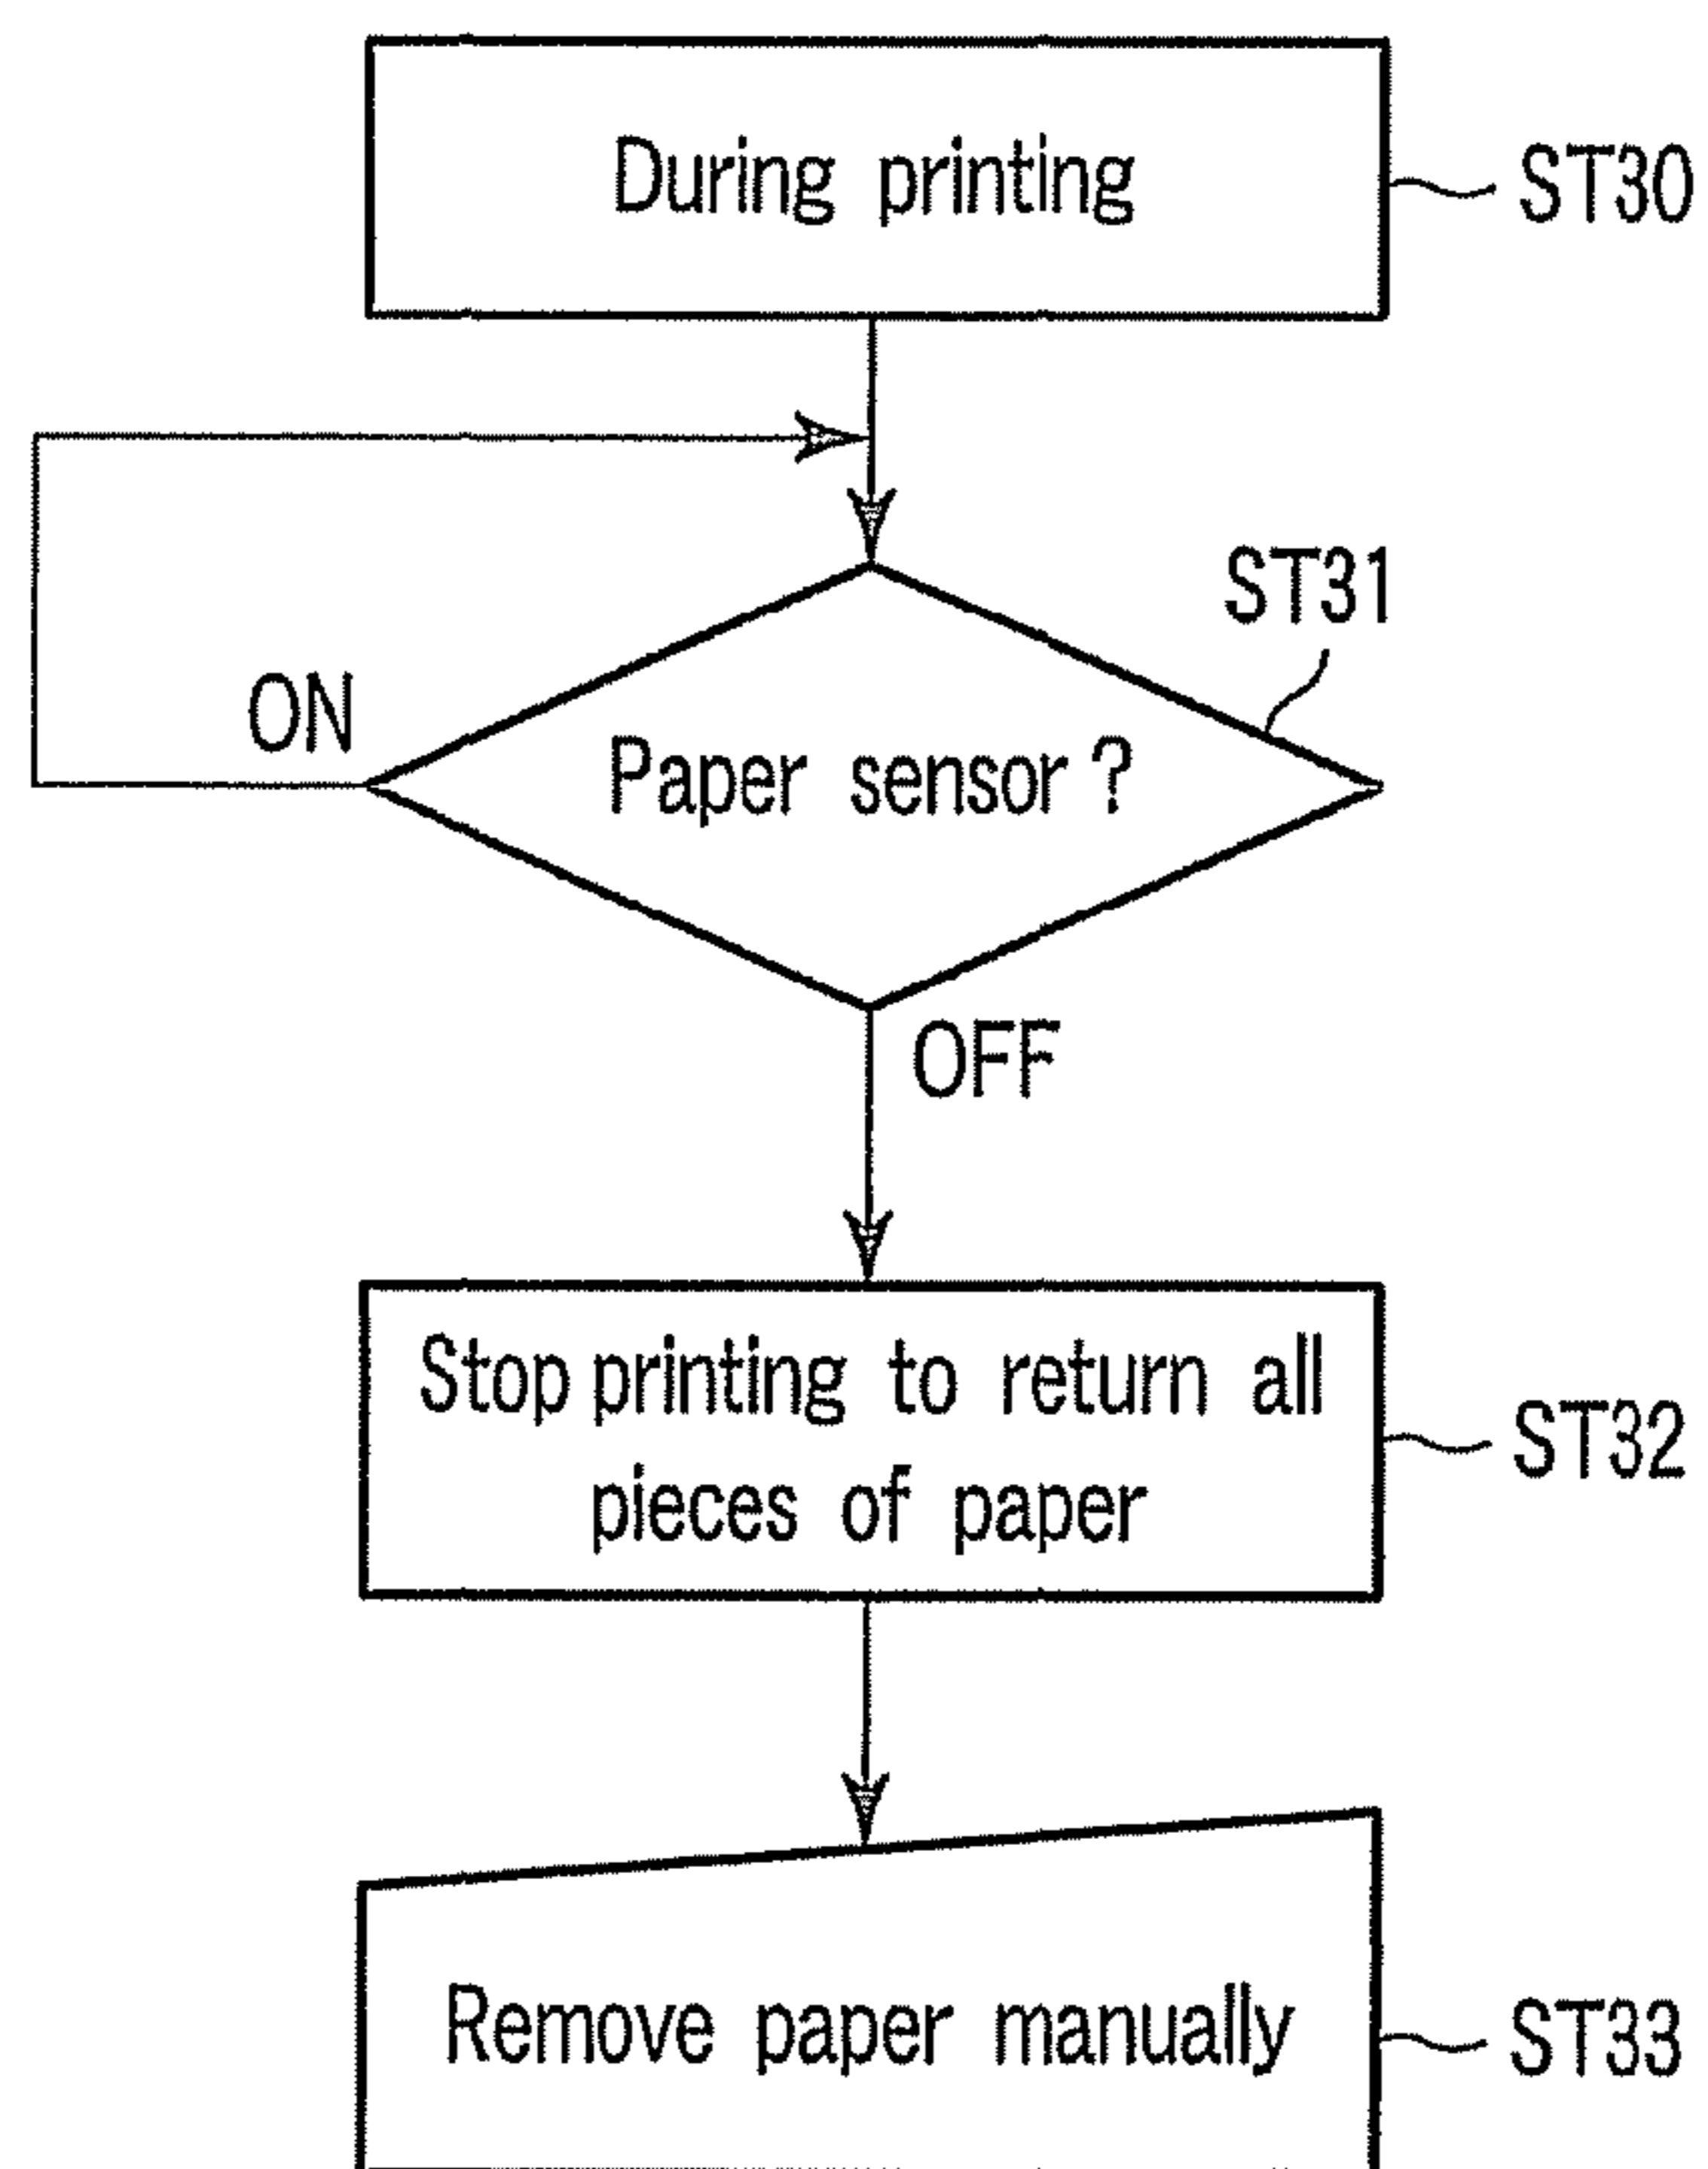 During printing
ST30
ST31
ON
Paper sensor ?
OFF
Stop printing to return all
pieces of paper
ST32
Remove paper manually
ST33